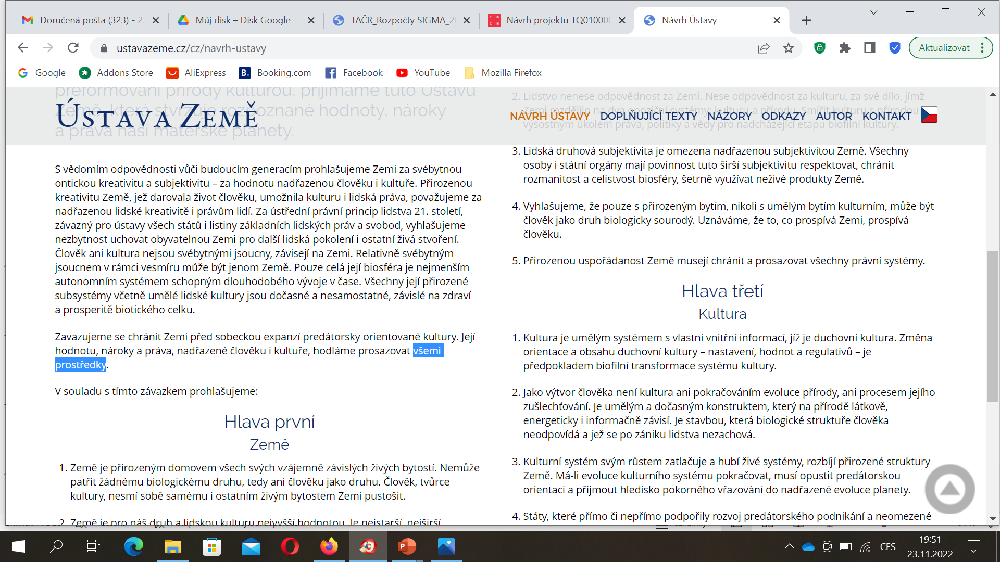 Doručená pošta (323) - 23
Můj disk – Disk Google
TAČR_Rozpočty SIGMA_20
Návrh projektu TQ010000
Návrh Ústavy
ustavazeme.cz/cz/navrh-ustavy
Aktualizovat
Google
Addons Store
AliExpress
Booking.com
Facebook
YouTube
Mozilla Firefox
preformování přírody kulturou, přijímáme tuto Ústavu
Země, která stvrzuje rozpoznané hodnoty, nároky
a práva naší mateřské planety.
ÚSTAVA ZEMĚ
NÁVRH ÚSTAVY
DOPLŇUJÍCÍ TEXTY
NÁZORY
ODKAZY
AUTOR
KONTAKT
S vědomím odpovědnosti vůči budoucím generacím prohlašujeme Zemi za svébytnou
ontickou kreativitu a subjektivitu – za hodnotu nadřazenou člověku i kultuře. Přirozenou
kreativitu Země, jež darovala život člověku, umožnila kulturu i lidská práva, považujeme za
nadřazenou lidské kreativitě i právům lidí. Za ústřední právní princip lidstva 21. století,
závazný pro ústavy všech států i listiny základních lidských práv a svobod, vyhlašujeme
nezbytnost uchovat obyvatelnou Zemi pro další lidská pokolení i ostatní živá stvoření.
Člověk ani kultura nejsou svébytnými jsoucny, závisejí na Zemi. Relativně svébytným
jsoucnem v rámci vesmíru může být jenom Země. Pouze celá její biosféra je nejmenším
autonomním systémem schopným dlouhodobého vývoje v čase. Všechny její přirozené
subsystémy včetně umělé lidské kultury jsou dočasné a nesamostatné, závislé na zdraví
a prosperitě biotického celku.
Zavazujeme se chránit Zemi před sobeckou expanzí predátorsky orientované kultury. Její
hodnotu, nároky a práva, nadřazené člověku i kultuře, hodláme prosazovat všemi
prostředky.
V souladu s tímto závazkem prohlašujeme:
Hlava první
Země
1. Země je přirozeným domovem všech svých vzájemně závislých živých bytostí. Nemůže
patřit žádnému biologickému druhu, tedy ani člověku jako druhu. Člověk, tvůrce
kultury, nesmí sobě samému i ostatním živým bytostem Zemi pustošit.
2. Země je pro náš druh a lidskou kulturu nejvyšší hodnotou. Je nejstarší, nejširší
2. Lidstvo nenese odpovědnost za Zemi. Nese odpovědnost za kulturu, za své dílo, jímž
Zemi rozdělilo na dva opoziční systémy: kulturu a přírodu. Smířit kulturu s přírodou
výsostným úkolem práva, politiky a vědy pro nadcházející etapu biofilní kultury.
3. Lidská druhová subjektivita je omezena nadřazenou subjektivitou Země. Všechny
osoby i státní orgány mají povinnost tuto širší subjektivitu respektovat, chránit
rozmanitost a celistvost biosféry, šetrně využívat neživé produkty Země.
4. Vyhlašujeme, že pouze s přirozeným bytím, nikoli s umělým bytím kulturním, může být
člověk jako druh biologicky sourodý. Uznáváme, že to, co prospívá Zemi, prospívá
člověku.
5. Přirozenou uspořádanost Země musejí chránit a prosazovat všechny právní systémy.
Hlava třetí
Kultura
1. Kultura je umělým systémem s vlastní vnitřní informací, jíž je duchovní kultura. Změna
orientace a obsahu duchovní kultury – nastavení, hodnot a regulativů – je
předpokladem biofilní transformace systému kultury.
2. Jako výtvor člověka není kultura ani pokračováním evoluce přírody, ani procesem jejího
zušlechťování. Je umělým a dočasným konstruktem, který na přírodě látkově,
energeticky i informačně závisí. Je stavbou, která biologické struktuře člověka
neodpovídá a jež se po zániku lidstva nezachová.
3. Kulturní systém svým růstem zatlačuje a hubí živé systémy, rozbíjí přirozené struktury
Země. Má-li evoluce kulturního systému pokračovat, musí opustit predátorskou
orientaci a přijmout hledisko pokorného vřazování do nadřazené evoluce planety.
4. Státy, které přímo či nepřímo podpořily rozvoj predátorského podnikání a neomezené
CES
19:51
23.11.2022